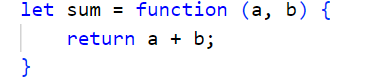 let sum = function (a, b) {
    return a + b;
}